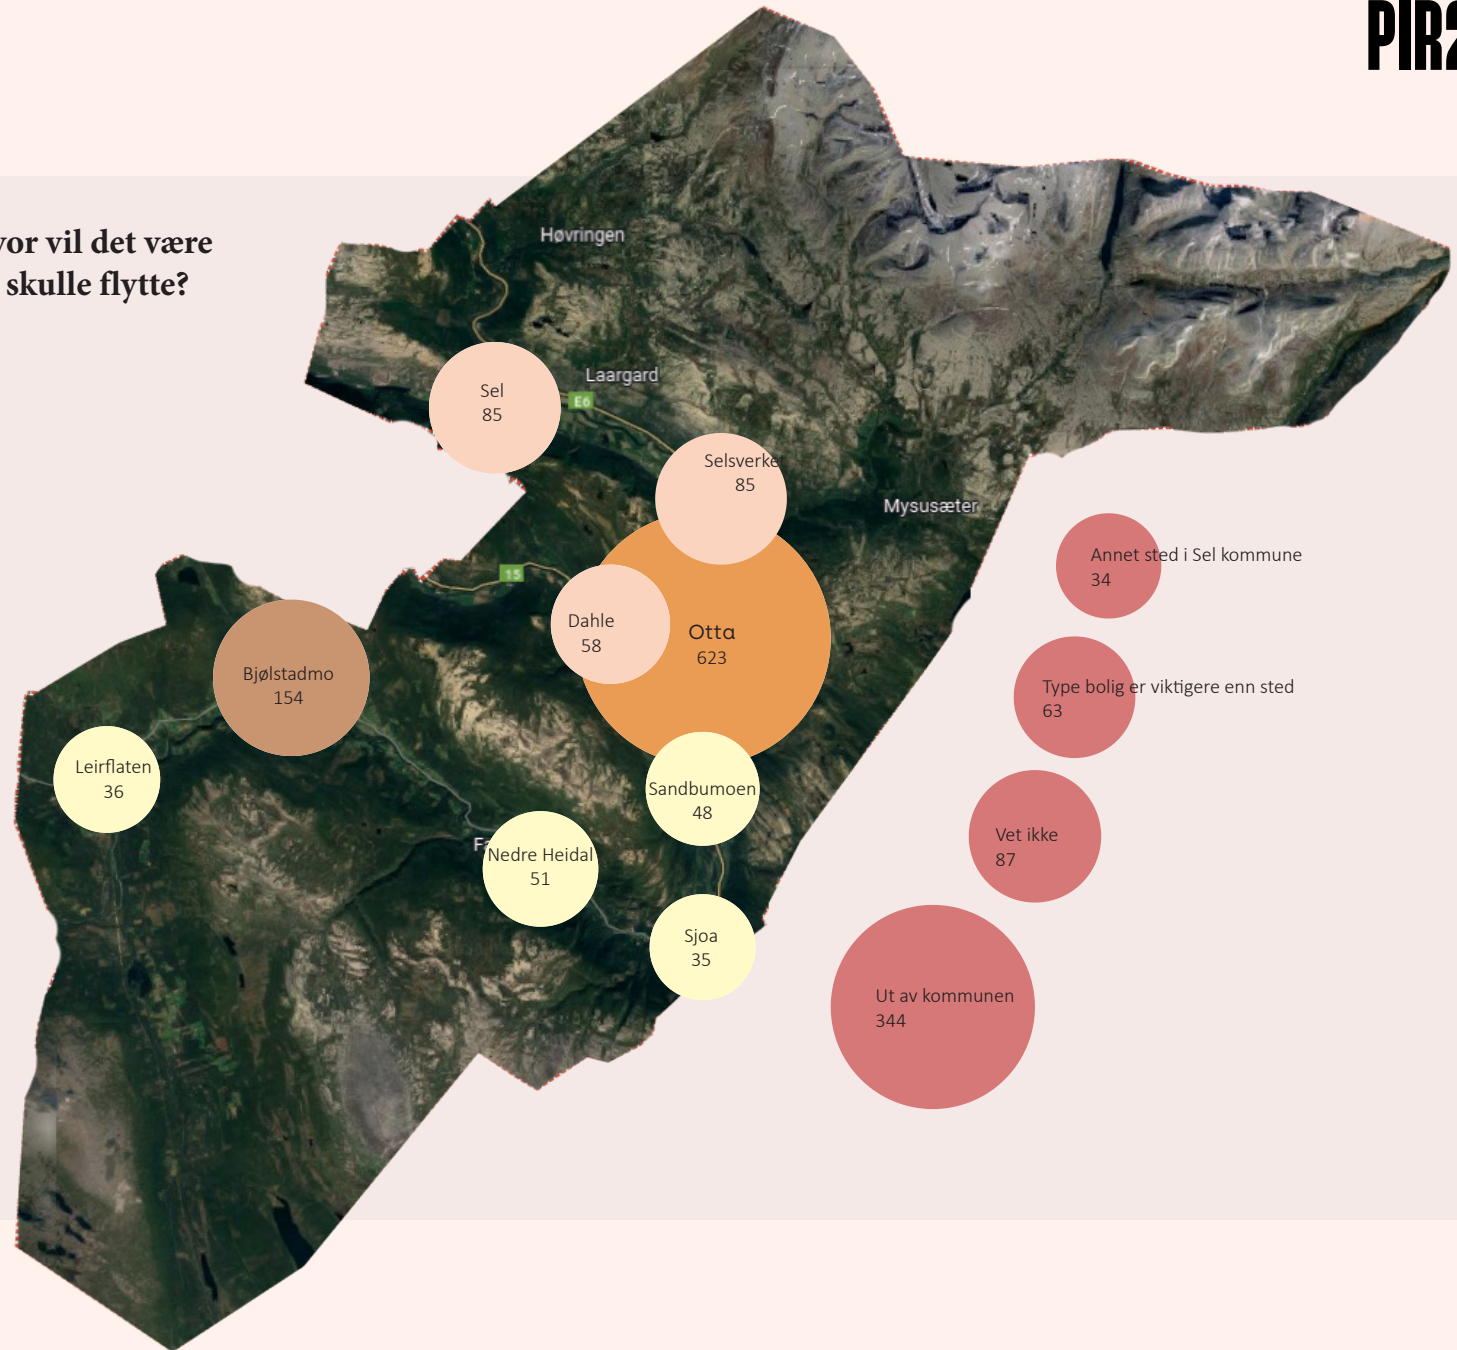 PIR2
vor vil det være
skulle flytte?
Høvringen
Laargard
E6
Sel
85
Selsverket
85
Mysusæter
Annet sted i Sel kommune
34
15
Dahle
58
Otta
623
Bjølstadmo
154
Type bolig er viktigere enn sted
63
Leirflaten
36
Sandbumoen
48
Vet ikke
87
Fa
Nedre Heidal
51
Sjoa
35
Ut av kommunen
344